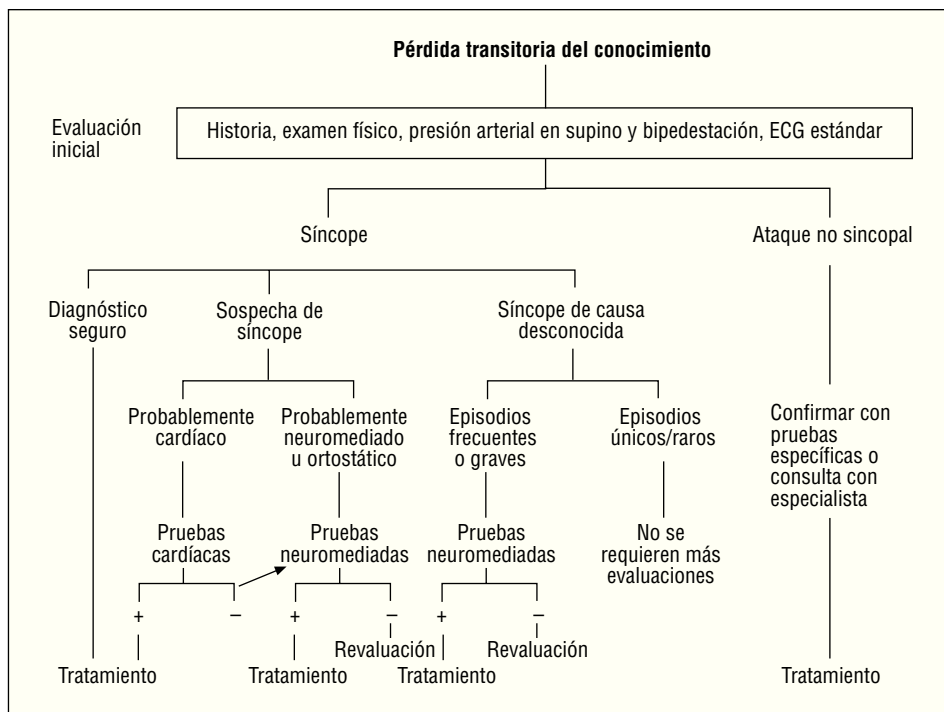 Pérdida transitoria del conocimiento
Evaluación
inicial
Historia, examen físico, presión arterial en supino y bipedestación, ECG estándar
Síncope
Ataque no sincopal
Diagnóstico
seguro
Sospecha de
síncope
Síncope de causa
desconocida
Probablemente
cardíaco
Probablemente
neuromediado
u ortostático
Episodios
frecuentes
o graves
Episodios
únicos/raros
Confirmar con
pruebas
específicas o
consulta con
especialista
Pruebas
cardíacas
Pruebas
neuromediadas
Pruebas
neuromediadas
No se
requieren más
evaluaciones
+
–
+
–
+
–
Revaluación
Revaluación
Tratamiento
Tratamiento
Tratamiento
Tratamiento